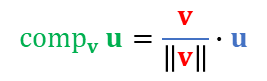 comp_v u = v / ‖v‖ · u